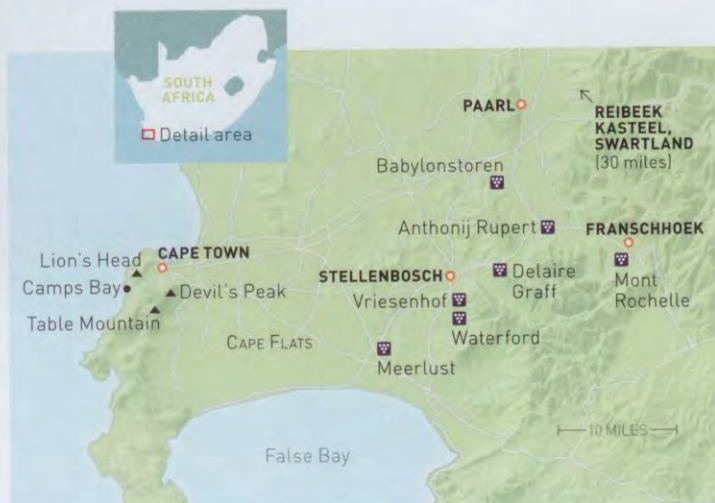 SOUTH
AFRICA
Detail area
PAARL
REIBEEK
KASTEEL,
SWARTLAND
(30 miles)
Babylonstoren
Anthonij Rupert
FRANSCHHOEK
Lion's Head
CAPE TOWN
Camps Bay
Devil's Peak
Table Mountain
STELLENBOSCH
Delaire
Graff
Mont
Rochelle
Vriesenhof
Waterford
CAPE FLATS
Meerlust
10 MILES
False Bay